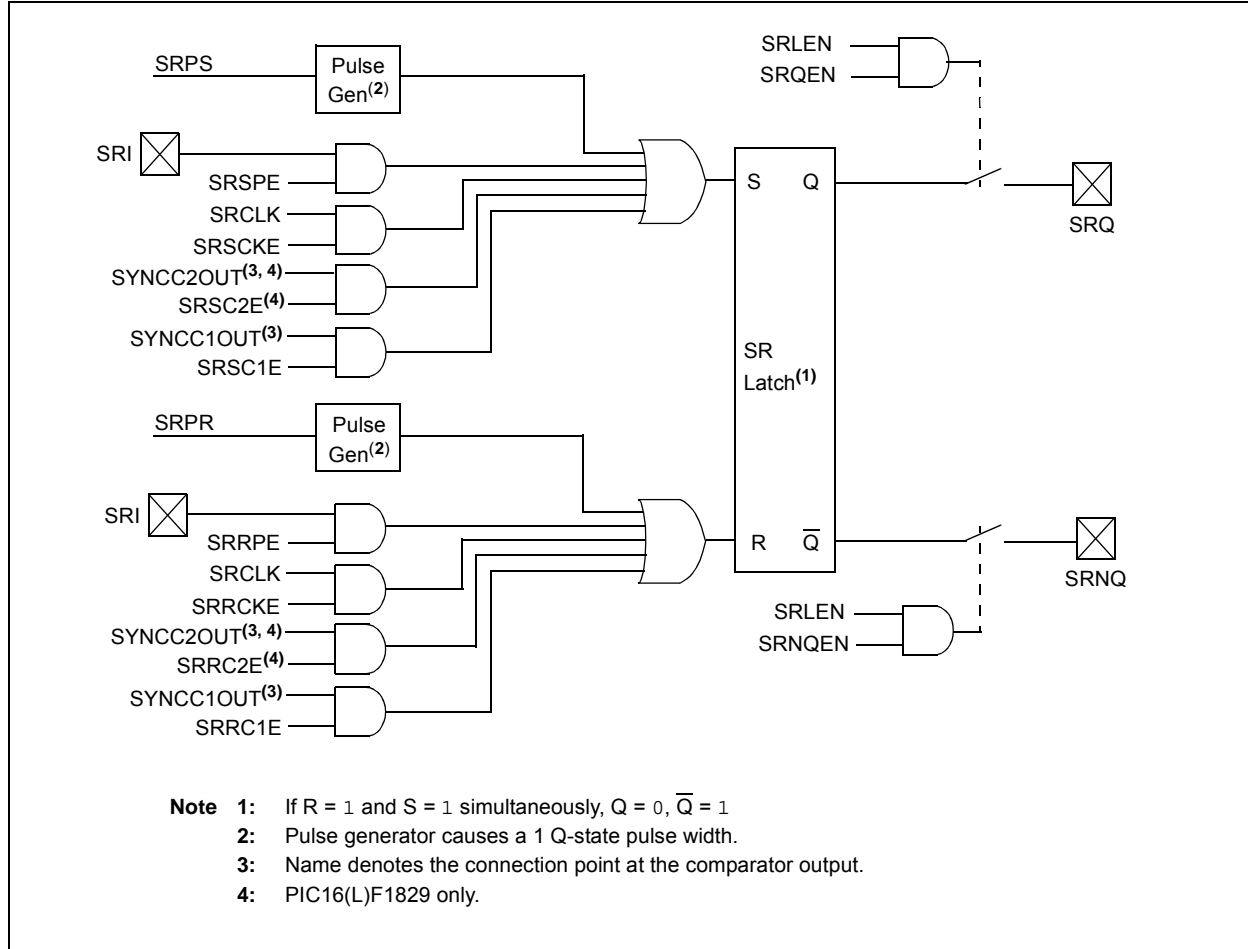 SRPS
Pulse
Gen(2)
SRI
SRSPE
SRCLK
SRSCKE
SYNCC2OUT(3, 4)
SRSC2E(4)
SYNCC1OUT(3)
SRSC1E
SRPR
Pulse
Gen(2)
SRI
SRRPE
SRCLK
SRRCKE
SYNCC2OUT(3, 4)
SRRC2E(4)
SYNCC1OUT(3)
SRRC1E
S Q
SR
Latch(1)
R Q̅
SRLEN
SRQEN
SRQ
SRNQ
SRLEN
SRNQEN
Note 1: If R = 1 and S = 1 simultaneously, Q = 0, Q̅ = 1
2: Pulse generator causes a 1 Q-state pulse width.
3: Name denotes the connection point at the comparator output.
4: PIC16(L)F1829 only.